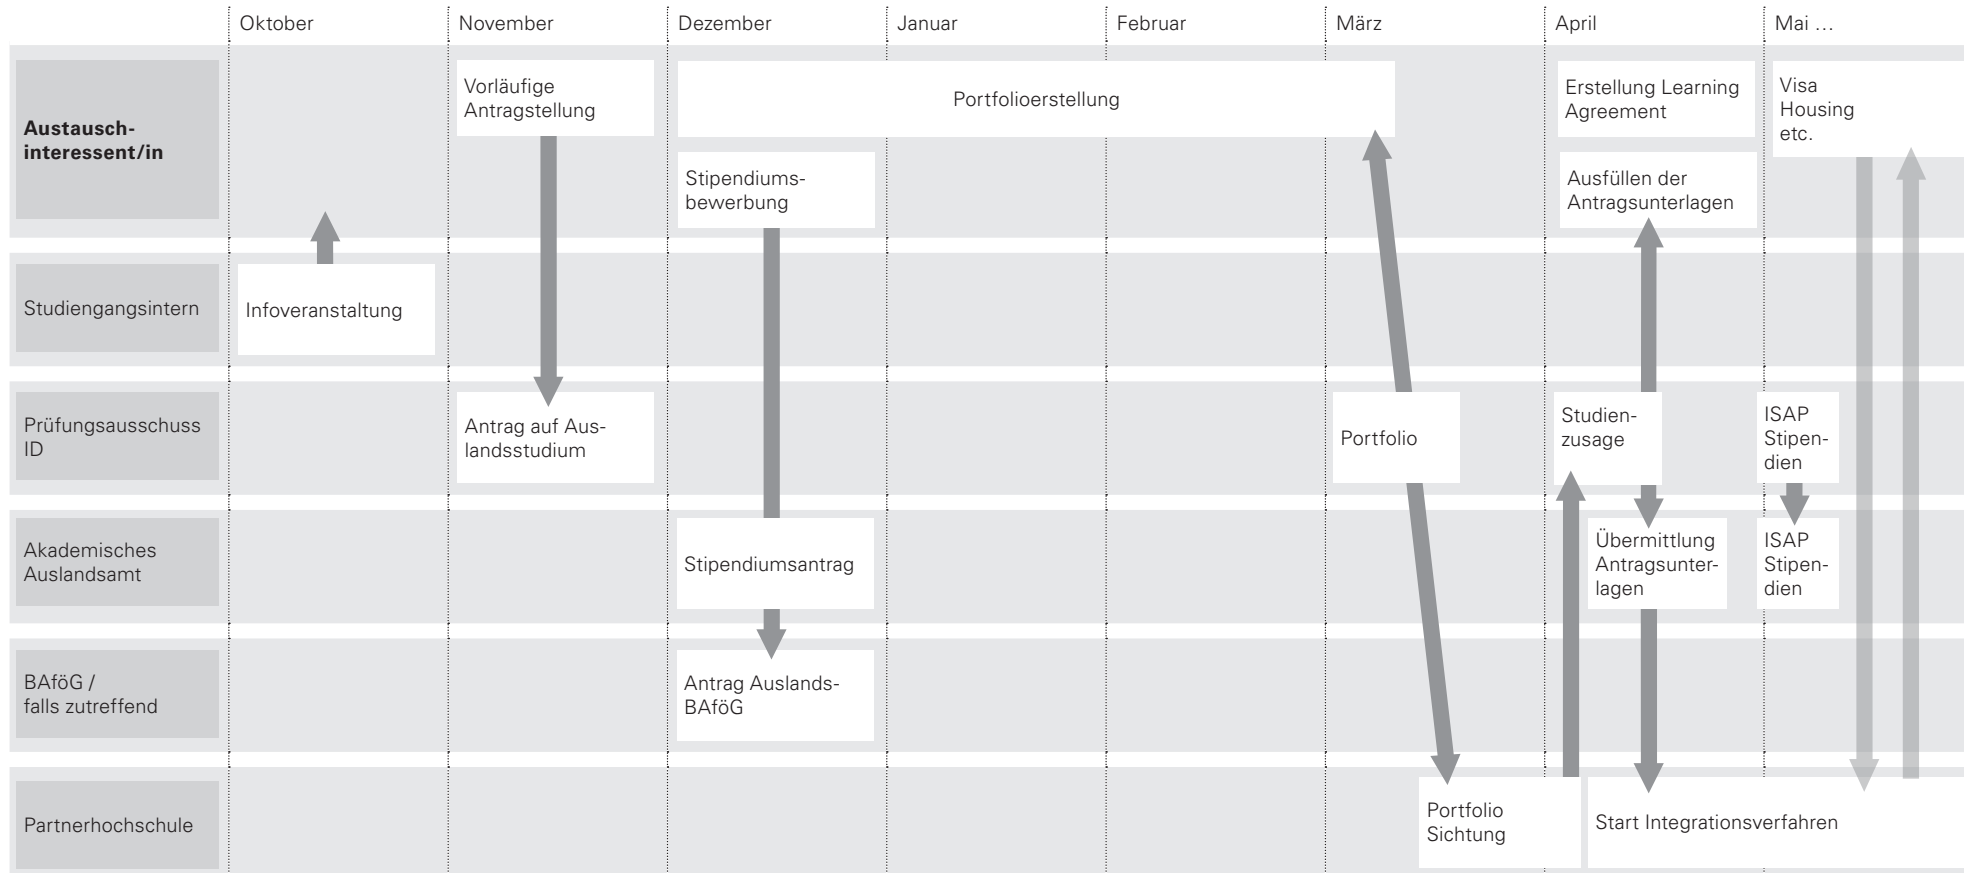 Oktober
November
Dezember
Januar
Februar
März
April
Mai …
Austausch-
interessent/in
Vorläufige
Antragstellung
Portfolioerstellung
Erstellung Learning
Agreement
Visa
Housing
etc.
Stipendiums-
bewerbung
Ausfüllen der
Antragsunterlagen
Studiengangsintern
Infoveranstaltung
Prüfungsausschuss
ID
Antrag auf Aus-
landsstudium
Portfolio
Studien-
zusage
ISAP
Stipen-
dien
Akademisches
Auslandsamt
Stipendiumsantrag
Übermittlung
Antragsunter-
lagen
ISAP
Stipen-
dien
BAföG /
falls zutreffend
Antrag Auslands-
BAföG
Partnerhochschule
Portfolio
Sichtung
Start Integrationsverfahren